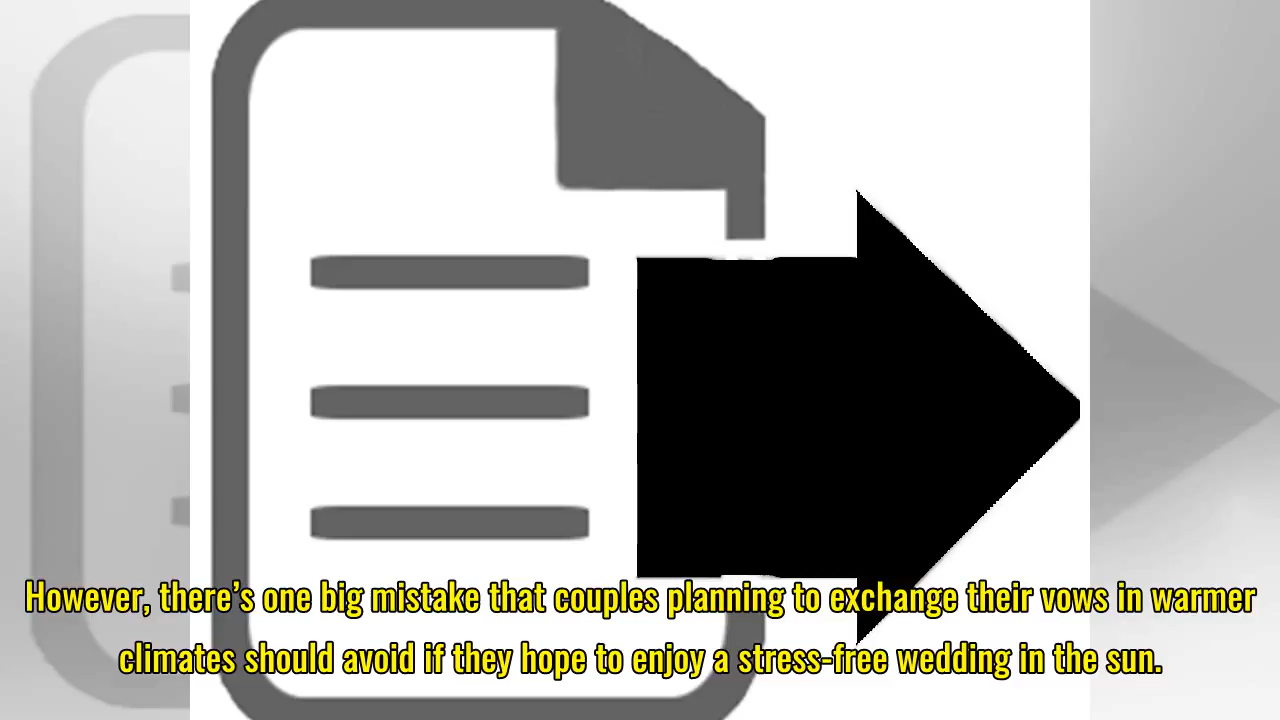 However, there’s one big mistake that couples planning to exchange their vows in warmer
climates should avoid if they hope to enjoy a stress-free wedding in the sun.